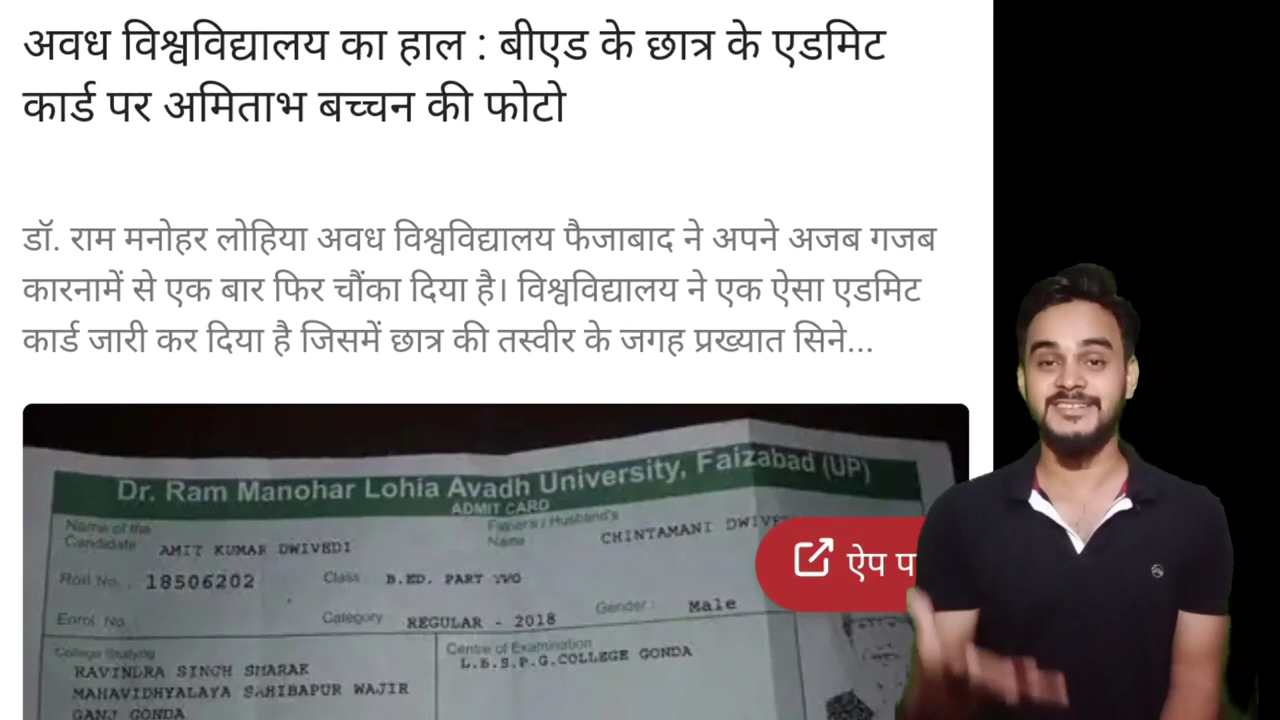 अवध विश्वविद्यालय का हाल : बीएड के छात्र के एडमिट
कार्ड पर अमिताभ बच्चन की फोटो
डॉ. राम मनोहर लोहिया अवध विश्वविद्यालय फैजाबाद ने अपने अजब गजब
कारनामें से एक बार फिर चौंका दिया है। विश्वविद्यालय ने एक ऐसा एडमिट
कार्ड जारी कर दिया है जिसमें छात्र की तस्वीर के जगह प्रख्यात सिने...
Dr. Ram Manohar Lohia Avadh University, Faizabad (UP)
ADMIT CARD
Name of the
Candidate AMIT KUMAR DWIVEDI
Father's / Husband's
Name CHINTAMANI
Roll No. : 18506202 Class B.ED. PART TWO
Enrol No. Category REGULAR - 2018 Gender: Male
College Studying
RAVINDRA SINGH SMARAK
MAHAVIDHYALAYA SAHIBAPUR WAJIR
GANJ GONDA
Centre of Examination
L.B.S.P.G.COLLEGE GONDA
ऐप